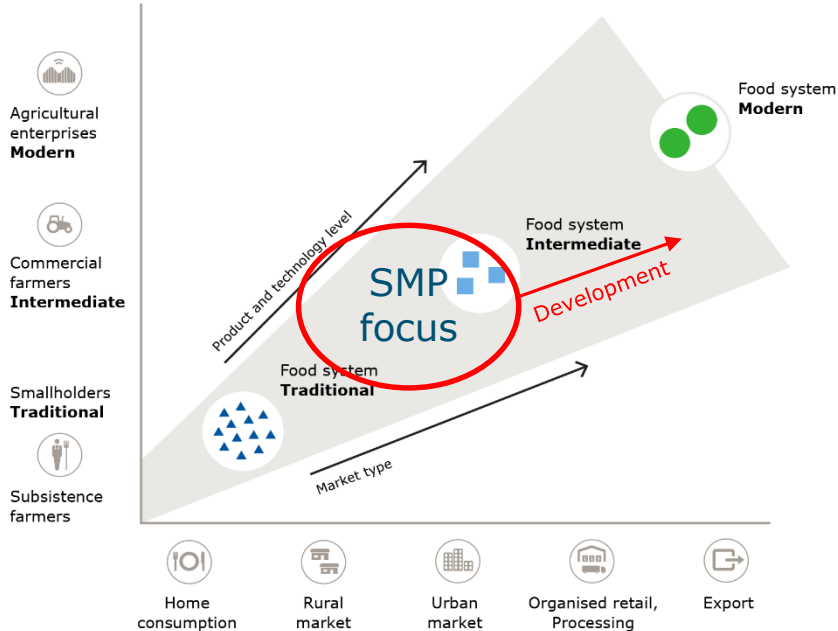 Agricultural
enterprises
Modern
Commercial
farmers
Intermediate
Smallholders
Traditional
Subsistence
farmers
Product and technology level
Food system
Modern
Food system
Intermediate
SMP
focus
Development
Food system
Traditional
Market type
Home
consumption
Rural
market
Urban
market
Organised retail,
Processing
Export